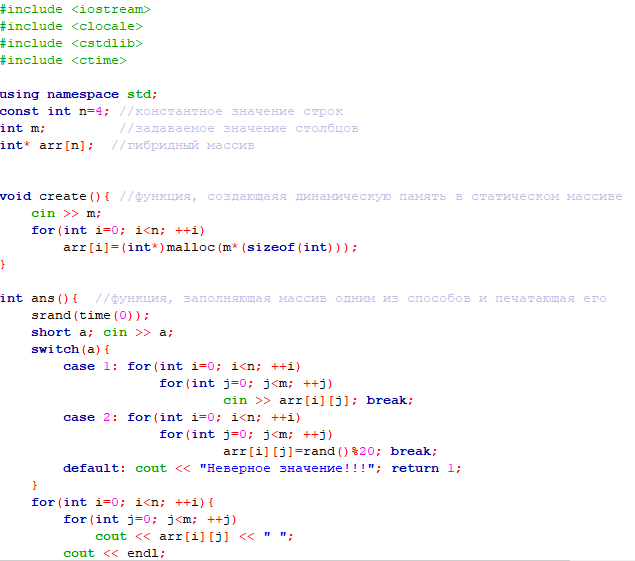 #include <iostream>
#include <clocale>
#include <cstdlib>
#include <ctime>
using namespace std;
const int n=4; //константное значение строк
int m;         //задаваемое значение столбцов
int* arr[n];  //гибридный массив
void create(){ //функция, создающаяя динамическую память в статическом массиве
    cin >> m;
    for(int i=0; i<n; ++i)
        arr[i]=(int*)malloc(m*(sizeof(int)));
}
int ans(){  //функция, заполняющая массив одним из способов и печатающая его
    srand(time(0));
    short a; cin >> a;
    switch(a){
        case 1: for(int i=0; i<n; ++i)
                    for(int j=0; j<m; ++j)
                            cin >> arr[i][j]; break;
        case 2: for(int i=0; i<n; ++i)
                    for(int j=0; j<m; ++j)
                            arr[i][j]=rand()%20; break;
        default: cout << "Неверное значение!!!"; return 1;
    }
    for(int i=0; i<n; ++i){
        for(int j=0; j<m; ++j)
            cout << arr[i][j] << " ";
        cout << endl;